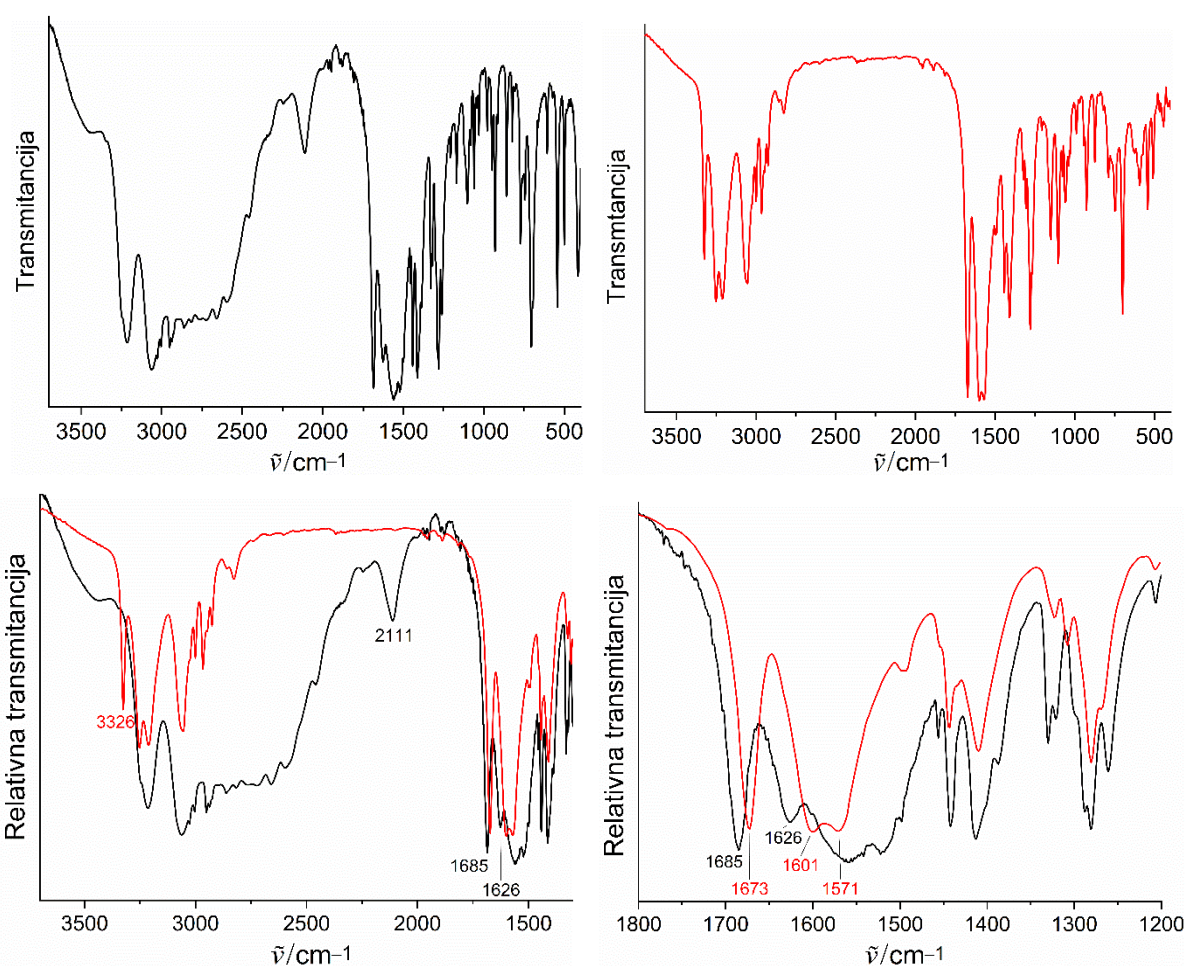 Transmitancija
3500 3000 2500 2000 1500 1000 500
ṽ/cm–1
Transmtancija
3500 3000 2500 2000 1500 1000 500
ṽ/cm–1
Relativna transmitancija
3326
2111
1685
1626
3500 3000 2500 2000 1500
ṽ/cm–1
Relativna transmitancija
1685
1673
1626
1601
1571
1800 1700 1600 1500 1400 1300 1200
ṽ/cm–1